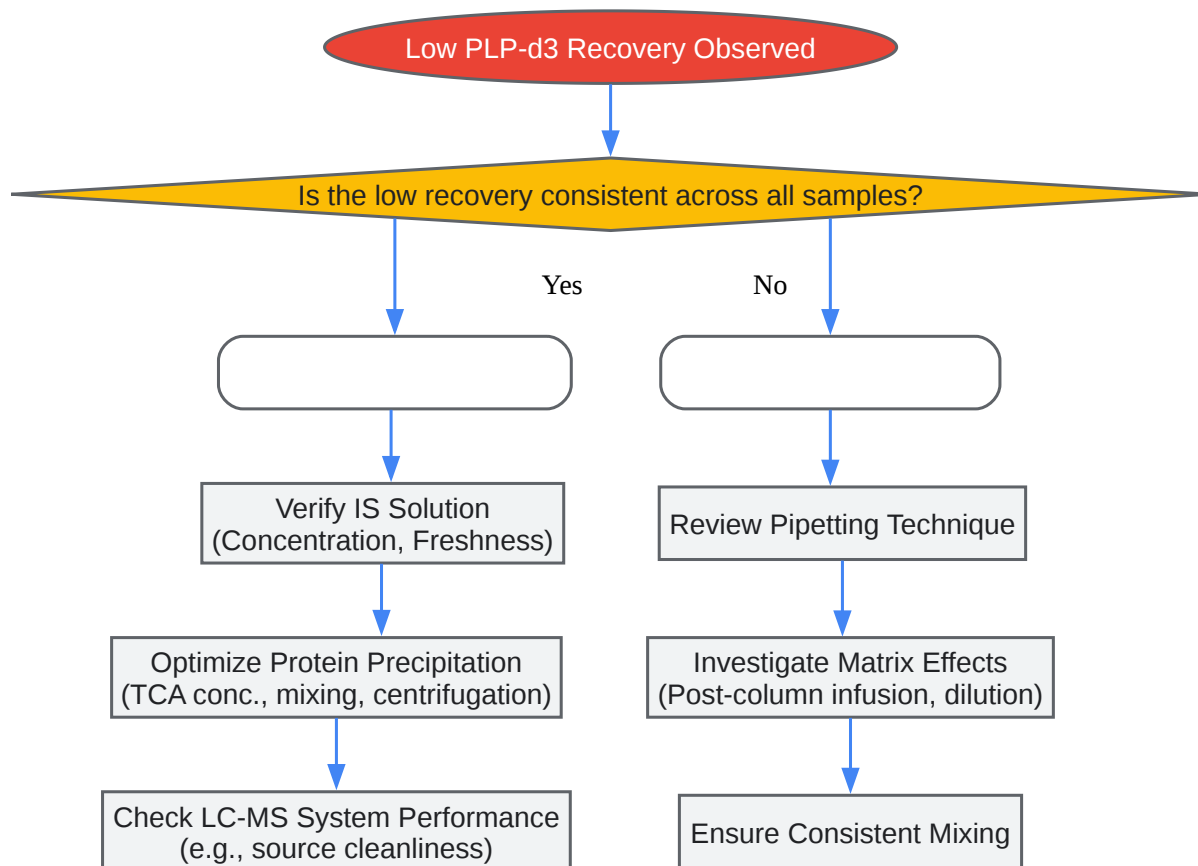 Low PLP-d3 Recovery Observed
Is the low recovery consistent across all samples?
Yes
No
Verify IS Solution
(Concentration, Freshness)
Review Pipetting Technique
Optimize Protein Precipitation
(TCA conc., mixing, centrifugation)
Investigate Matrix Effects
(Post-column infusion, dilution)
Check LC-MS System Performance
(e.g., source cleanliness)
Ensure Consistent Mixing